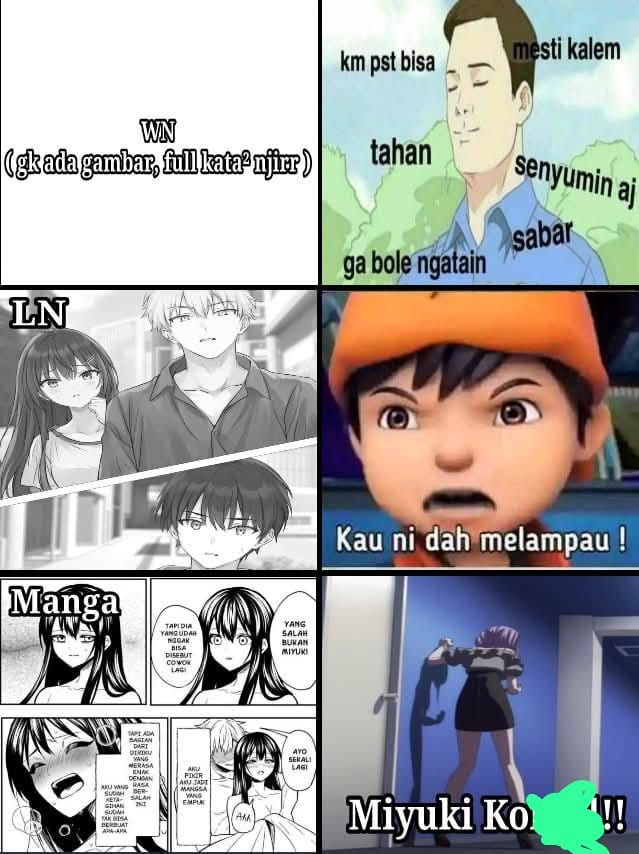 WN
( gk ada gambar, full kata² njirr )
km pst bisa
mesti kalem
tahan
senyumin aj
sabar
ga bole ngatain
LN
Kau ni dah melampau !
Manga
TAPI DIA
YANG UDAH
NGGAK
BISA
DISEBUT
COWOK
LAGI
YANG
SALAH
BUKAN
MIYUKI
TAPI ADA
BAGIAN
DARI
DIRIKU
YANG
MERASA
ENAK
DENGAN
RASA
BER-
SALAH
INI
AKU YANG
SUDAH
KETA-
GIHAN
SUDAH
TAK BISA
BERBUAT
APA-APA
AYO
SEKALI
LAGI
AKU
PIKIR
AKU JADI
MANGSA
YANG
EMPUK
Miyuki Ko !!